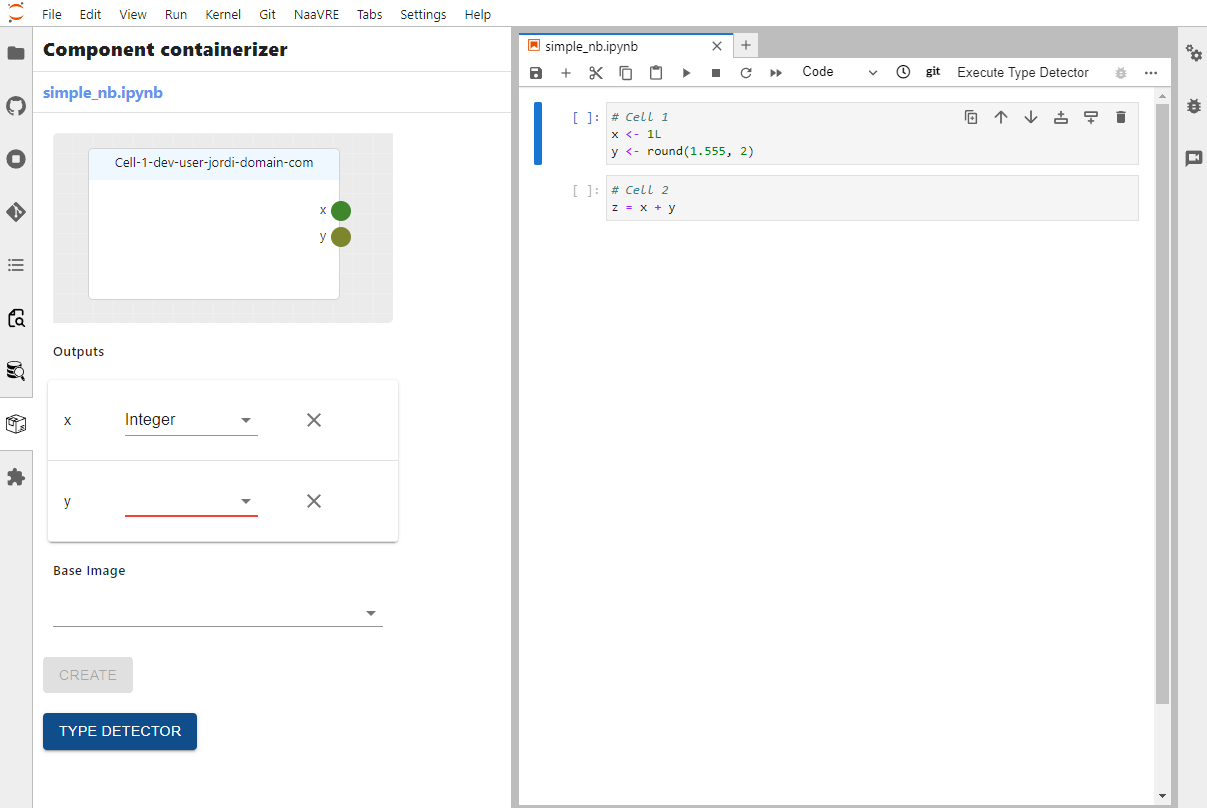 File Edit View Run Kernel Git NaaVRE Tabs Settings Help
Component containerizer
simple_nb.ipynb
Cell-1-dev-user-jordi-domain-com
x
y
Outputs
x Integer
y
Base Image
CREATE
TYPE DETECTOR
simple_nb.ipynb
Code git Execute Type Detector
[ ]: # Cell 1
x <- 1L
y <- round(1.555, 2)
[ ]: # Cell 2
z = x + y